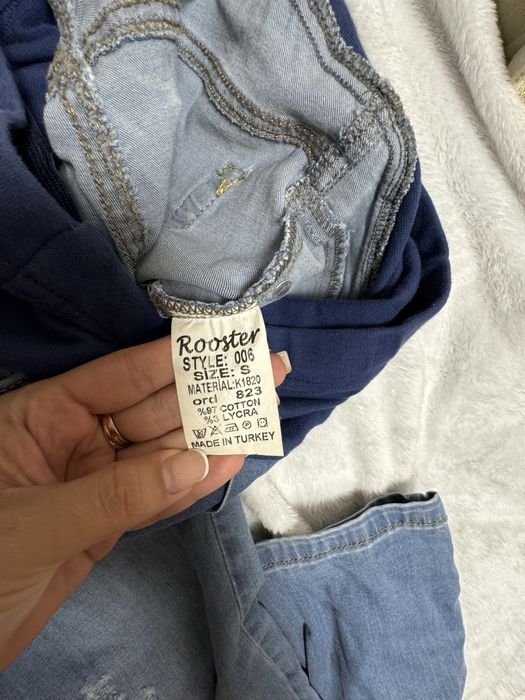 Rooster
STYLE: 006
SIZE: S
MATERIAL:K1820
ord 823
%97 COTTON
%3 LYCRA
MADE IN TURKEY